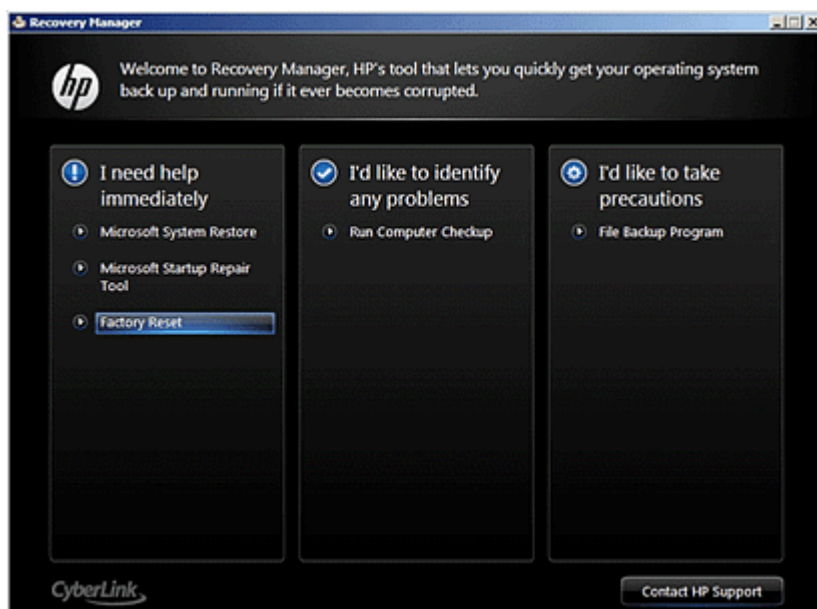 Recovery Manager
hp
Welcome to Recovery Manager, HP's tool that lets you quickly get your operating system
back up and running if it ever becomes corrupted.
I need help
immediately
Microsoft System Restore
Microsoft Startup Repair
Tool
Factory Reset
I'd like to identify
any problems
Run Computer Checkup
I'd like to take
precautions
File Backup Program
CyberLink
Contact HP Support